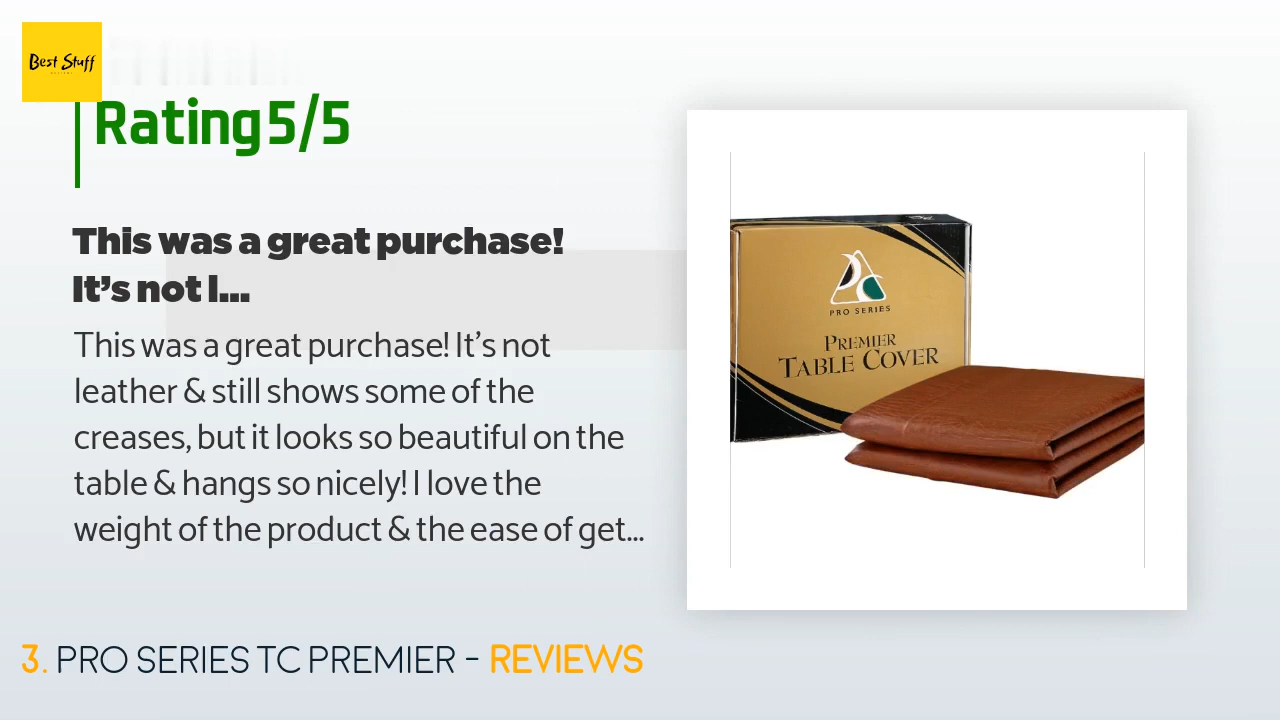 Best Stuff
Rating 5/5
This was a great purchase!
It's not l...
This was a great purchase! It's not
leather & still shows some of the
creases, but it looks so beautiful on the
table & hangs so nicely! I love the
weight of the product & the ease of get...
PRO SERIES
PREMIER
TABLE COVER
3. PRO SERIES TC PREMIER - REVIEWS